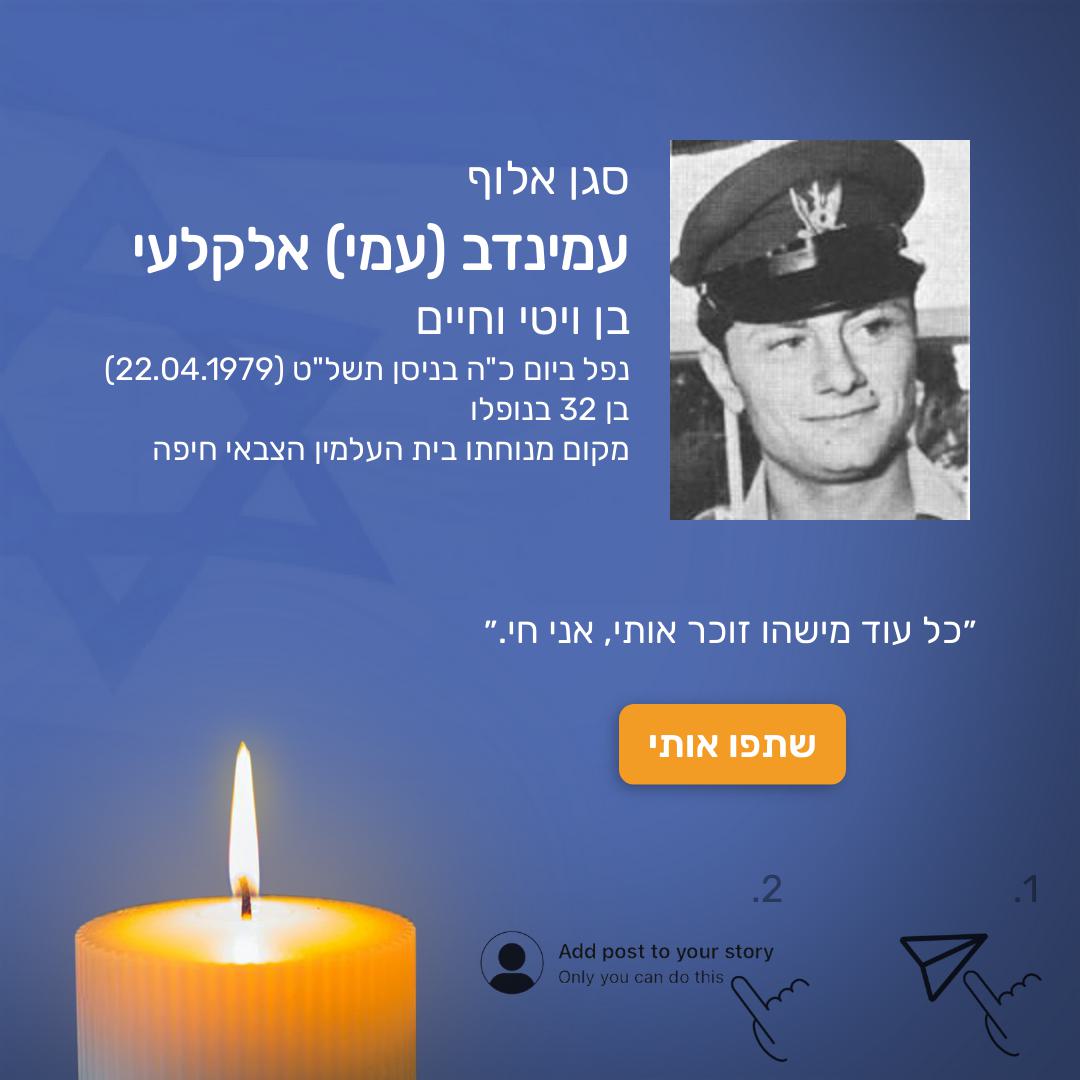 סגן אלוף
עמינדב (עמי) אלקלעי
בן ויטי וחיים
נפל ביום כ"ה בניסן תשל"ט (22.04.1979)
בן 32 בנופלו
מקום מנוחתו בית העלמין הצבאי חיפה
״כל עוד מישהו זוכר אותי, אני חי.״
שתפו אותי
1.
2.
Add post to your story
Only you can do this